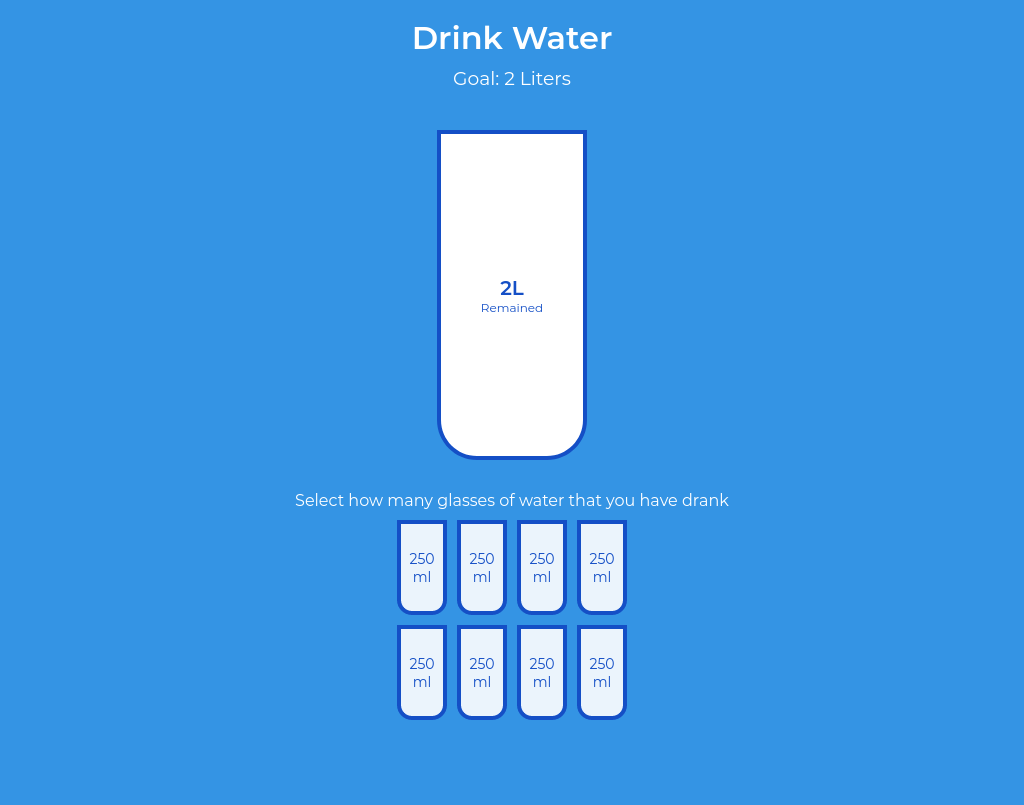 Drink Water
Goal: 2 Liters
2L
Remained
Select how many glasses of water that you have drank
250 250 250 250
ml ml ml ml
250 250 250 250
ml ml ml ml